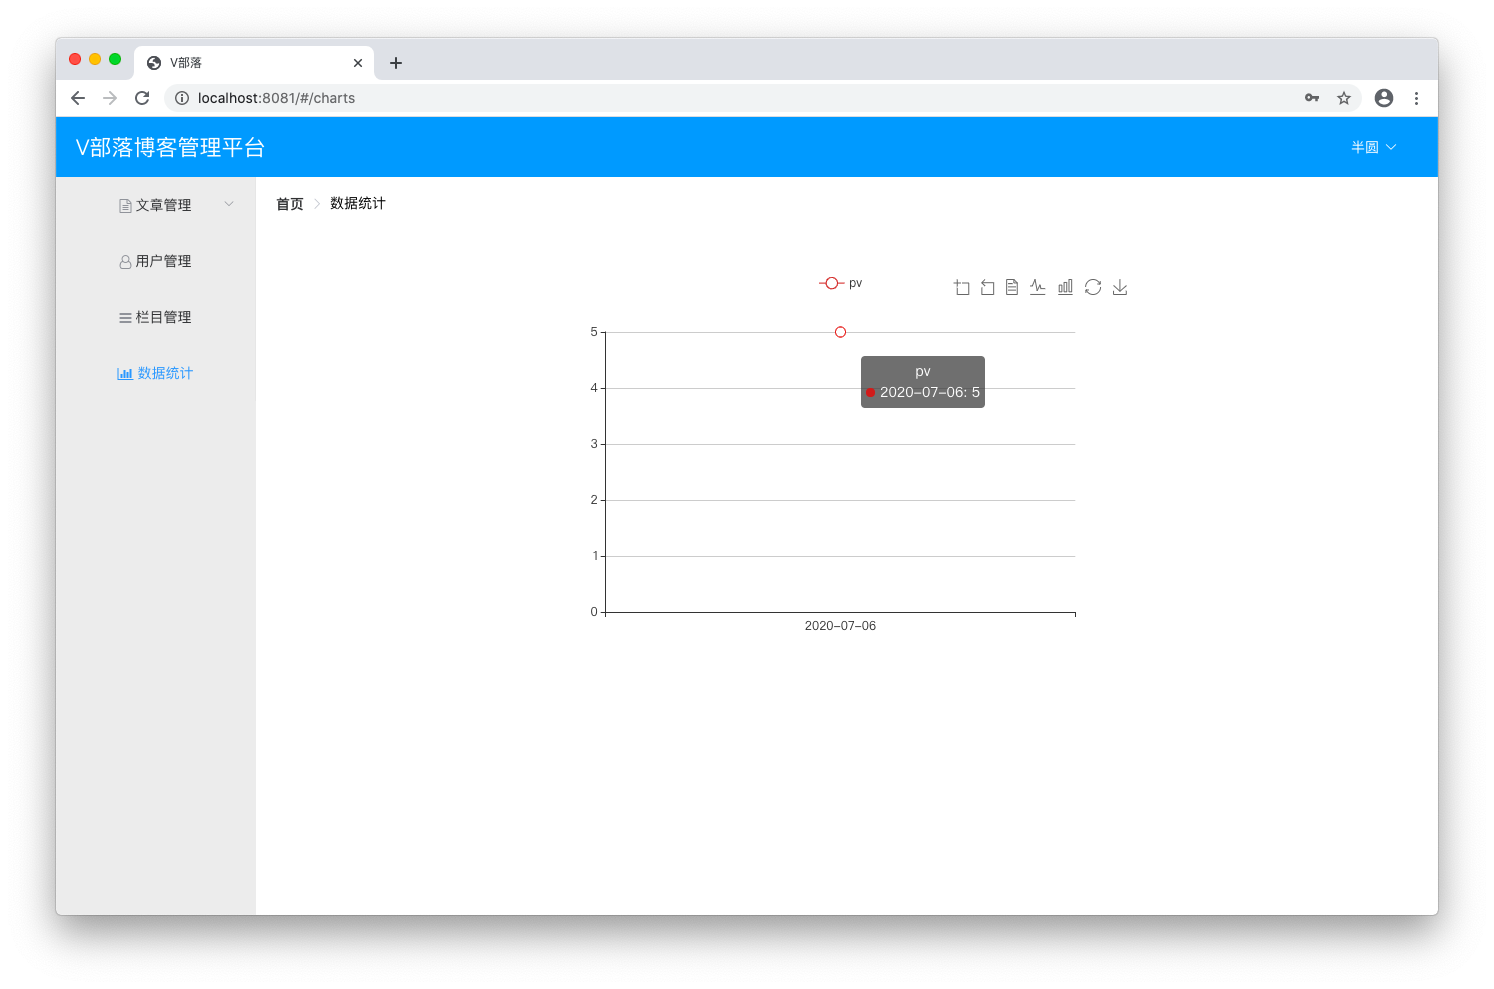 V部落
localhost:8081/#/charts
V部落博客管理平台
半圆
文章管理
用户管理
栏目管理
数据统计
首页 数据统计
pv
5
4
3
2
1
0
pv
2020-07-06: 5
2020-07-06